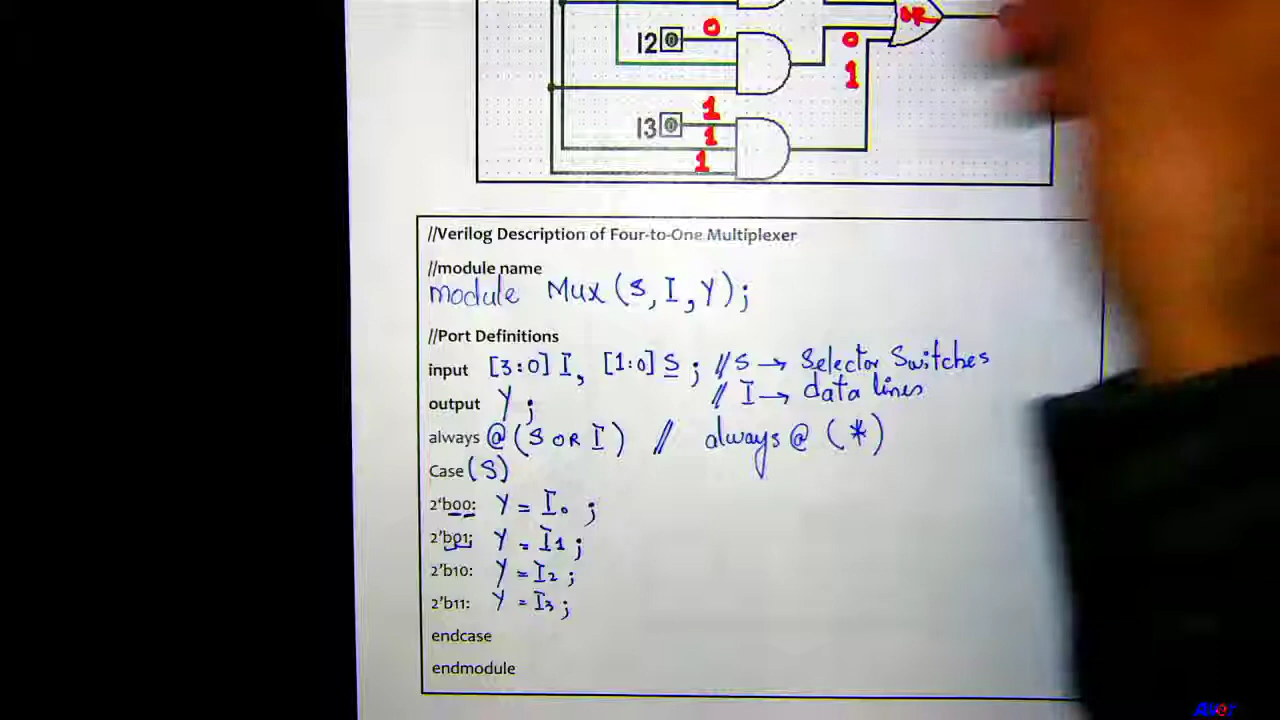 OR
I2 0
0
1
1
I3 1
1
//Verilog Description of Four-to-One Multiplexer
//module name
module Mux (S, I, Y);
//Port Definitions
input [3:0] I, [1:0] S ; // S → Selector Switches
// I → data lines
output Y ;
always @ (S OR I) // always @ (*)
Case (S)
2'b00: Y = I0 ;
2'b01: Y = I1 ;
2'b10: Y = I2 ;
2'b11: Y = I3 ;
endcase
endmodule
AVer